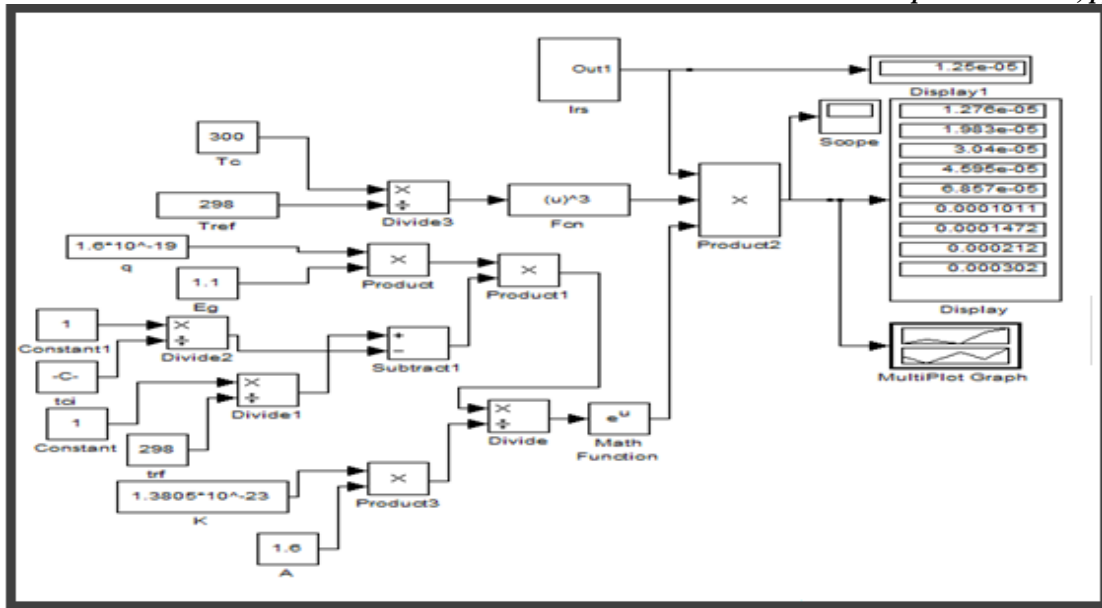 Out1
Irs
1.25e-05
Display1
Scope
1.276e-05
1.983e-05
3.04e-05
4.595e-05
6.857e-05
0.0001011
0.0001472
0.000212
0.000302
Display
300
Tc
298
Tref
×
÷
Divide3
(u)^3
Fcn
×
Product2
1.6*10^-19
q
1.1
Eg
×
Product
×
Product1
1
Constant1
×
÷
Divide2
-C-
+
−
Subtract1
1
Constant
×
÷
Divide1
298
trf
×
÷
Divide
e^u
Math
Function
MultiPlot Graph
1.3805*10^-23
K
×
Product3
1.6
A